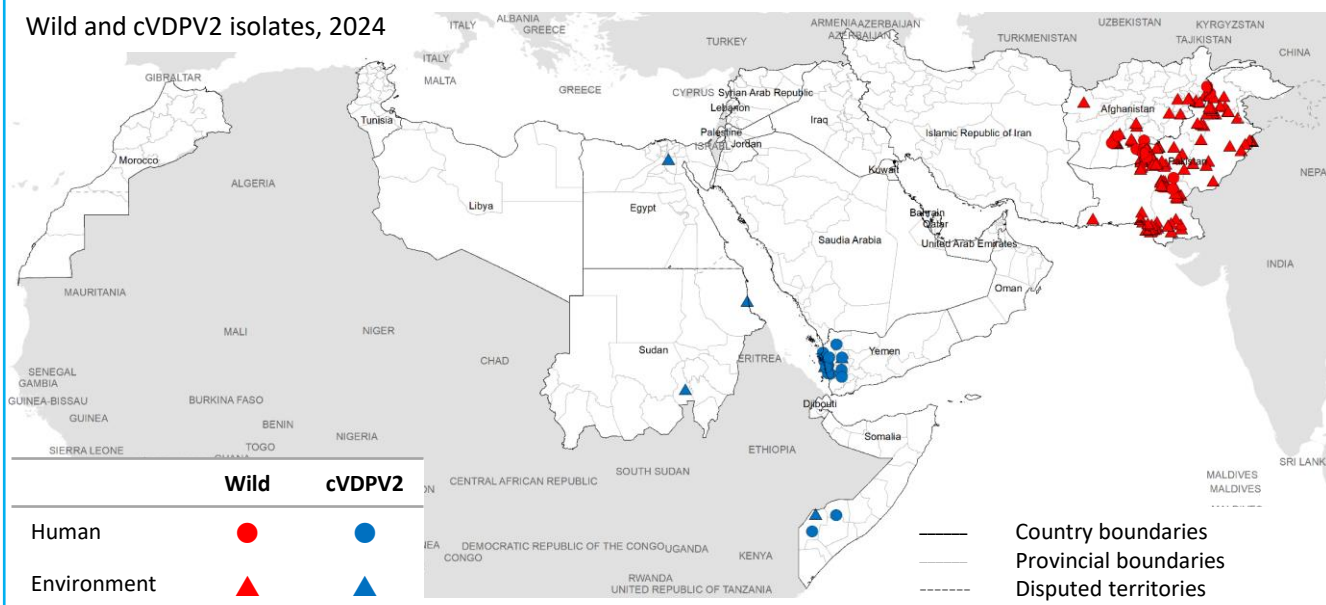 Wild and cVDPV2 isolates, 2024
ITALY
ALBANIA
GREECE
ARMENIA
AZERBAIJAN
AZERBAIJAN
UZBEKISTAN
KYRGYZSTAN
TURKEY
TURKMENISTAN
TAJIKISTAN
CHINA
ITALY
GIBRALTAR
MALTA
GREECE
CYPRUS
Syrian Arab Republic
Lebanon
Afghanistan
Tunisia
Iraq
Palestine
Islamic Republic of Iran
ISRAEL
Jordan
Morocco
Pakistan
Kuwait
NEPA
ALGERIA
Libya
Egypt
Bahrain
Qatar
Saudi Arabia
United Arab Emirates
INDIA
Oman
MAURITANIA
MALI
NIGER
Sudan
Yemen
CHAD
ERITREA
SENEGAL
GAMBIA
GUINEA-BISSAU
BURKINA FASO
Djibouti
GUINEA
BENIN
NIGERIA
Somalia
SIERRA LEONE
TOGO
ETHIOPIA
SRI LANK
SOUTH SUDAN
MALDIVES
CENTRAL AFRICAN REPUBLIC
MALDIVES
Wild cVDPV2
Human
Environment
CONGO
DEMOCRATIC REPUBLIC OF THE CONGO
UGANDA
KENYA
RWANDA
UNITED REPUBLIC OF TANZANIA
Country boundaries
Provincial boundaries
Disputed territories